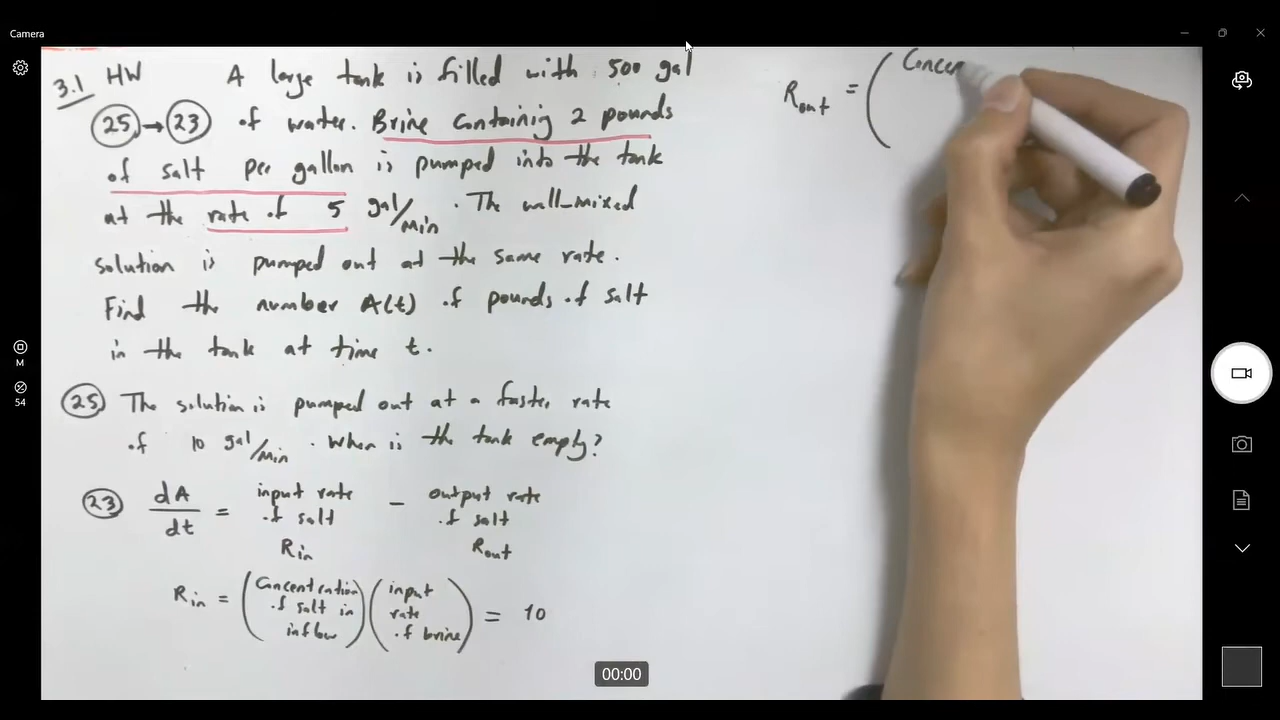 Camera
3.1 HW A large tank is filled with 500 gal
25 → 23 of water. Brine Containing 2 pounds
of salt per gallon is pumped into the tank
at the rate of 5 gal/min. The well-mixed
solution is pumped out at the same rate.
Find the number A(t) of pounds of salt
in the tank at time t.
25 The solution is pumped out at a faster rate
of 10 gal/min. When is the tank empty?
23 dA/dt = input rate of salt - output rate of salt
Rin Rout
Rin = (Concentration of salt in inflow) (input rate of brine) = 10
Rout = ( Concen
00:00
M
54